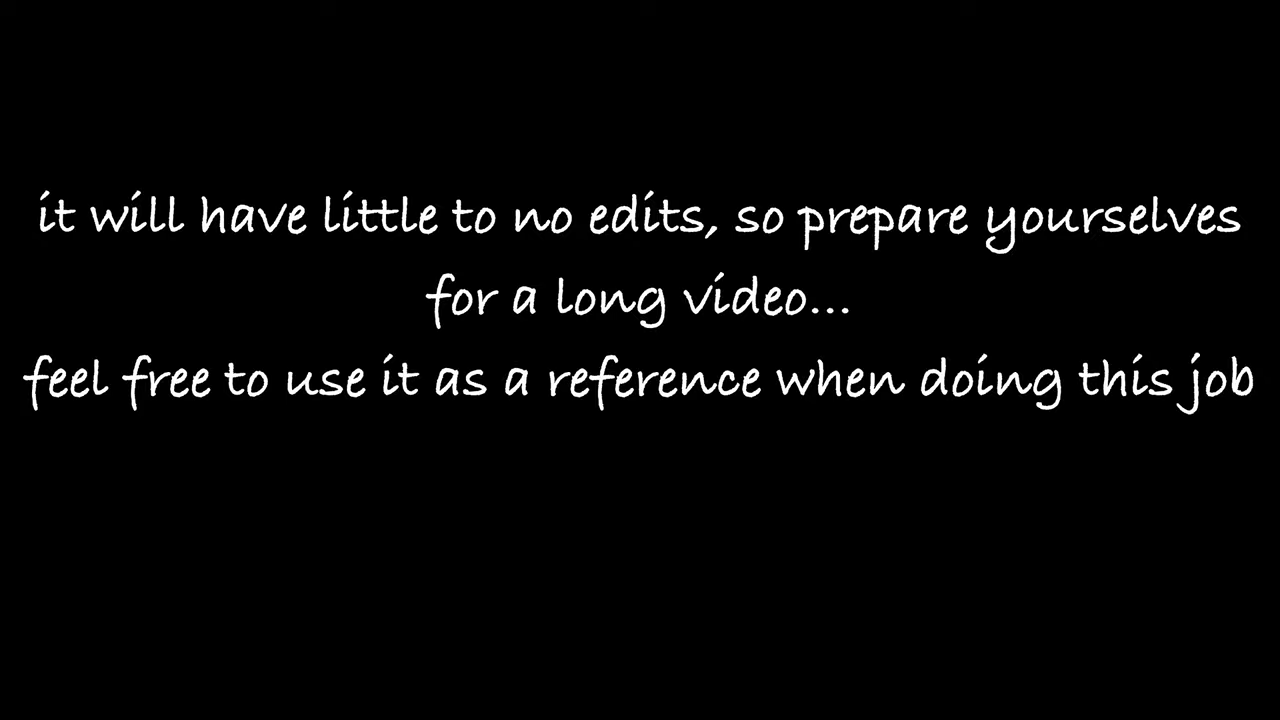 it will have little to no edits, so prepare yourselves
for a long video...
feel free to use it as a reference when doing this job